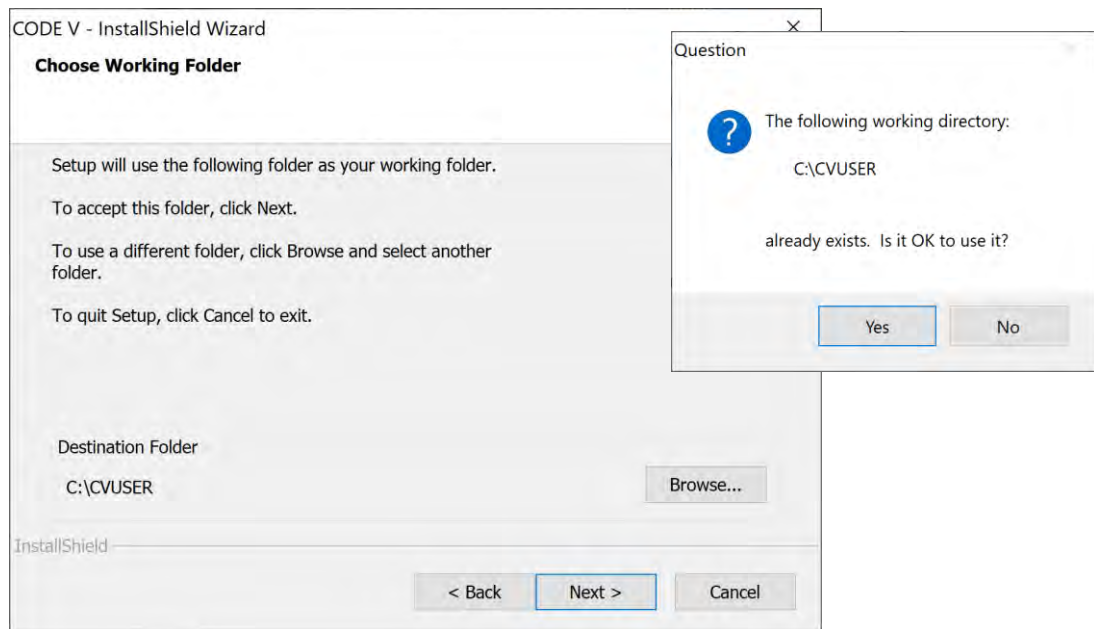 CODE V - InstallShield Wizard
Choose Working Folder
Setup will use the following folder as your working folder.
To accept this folder, click Next.
To use a different folder, click Browse and select another
folder.
To quit Setup, click Cancel to exit.
Destination Folder
C:\CVUSER
Browse...
InstallShield
< Back
Next >
Cancel
Question
The following working directory:
C:\CVUSER
already exists.  Is it OK to use it?
Yes
No